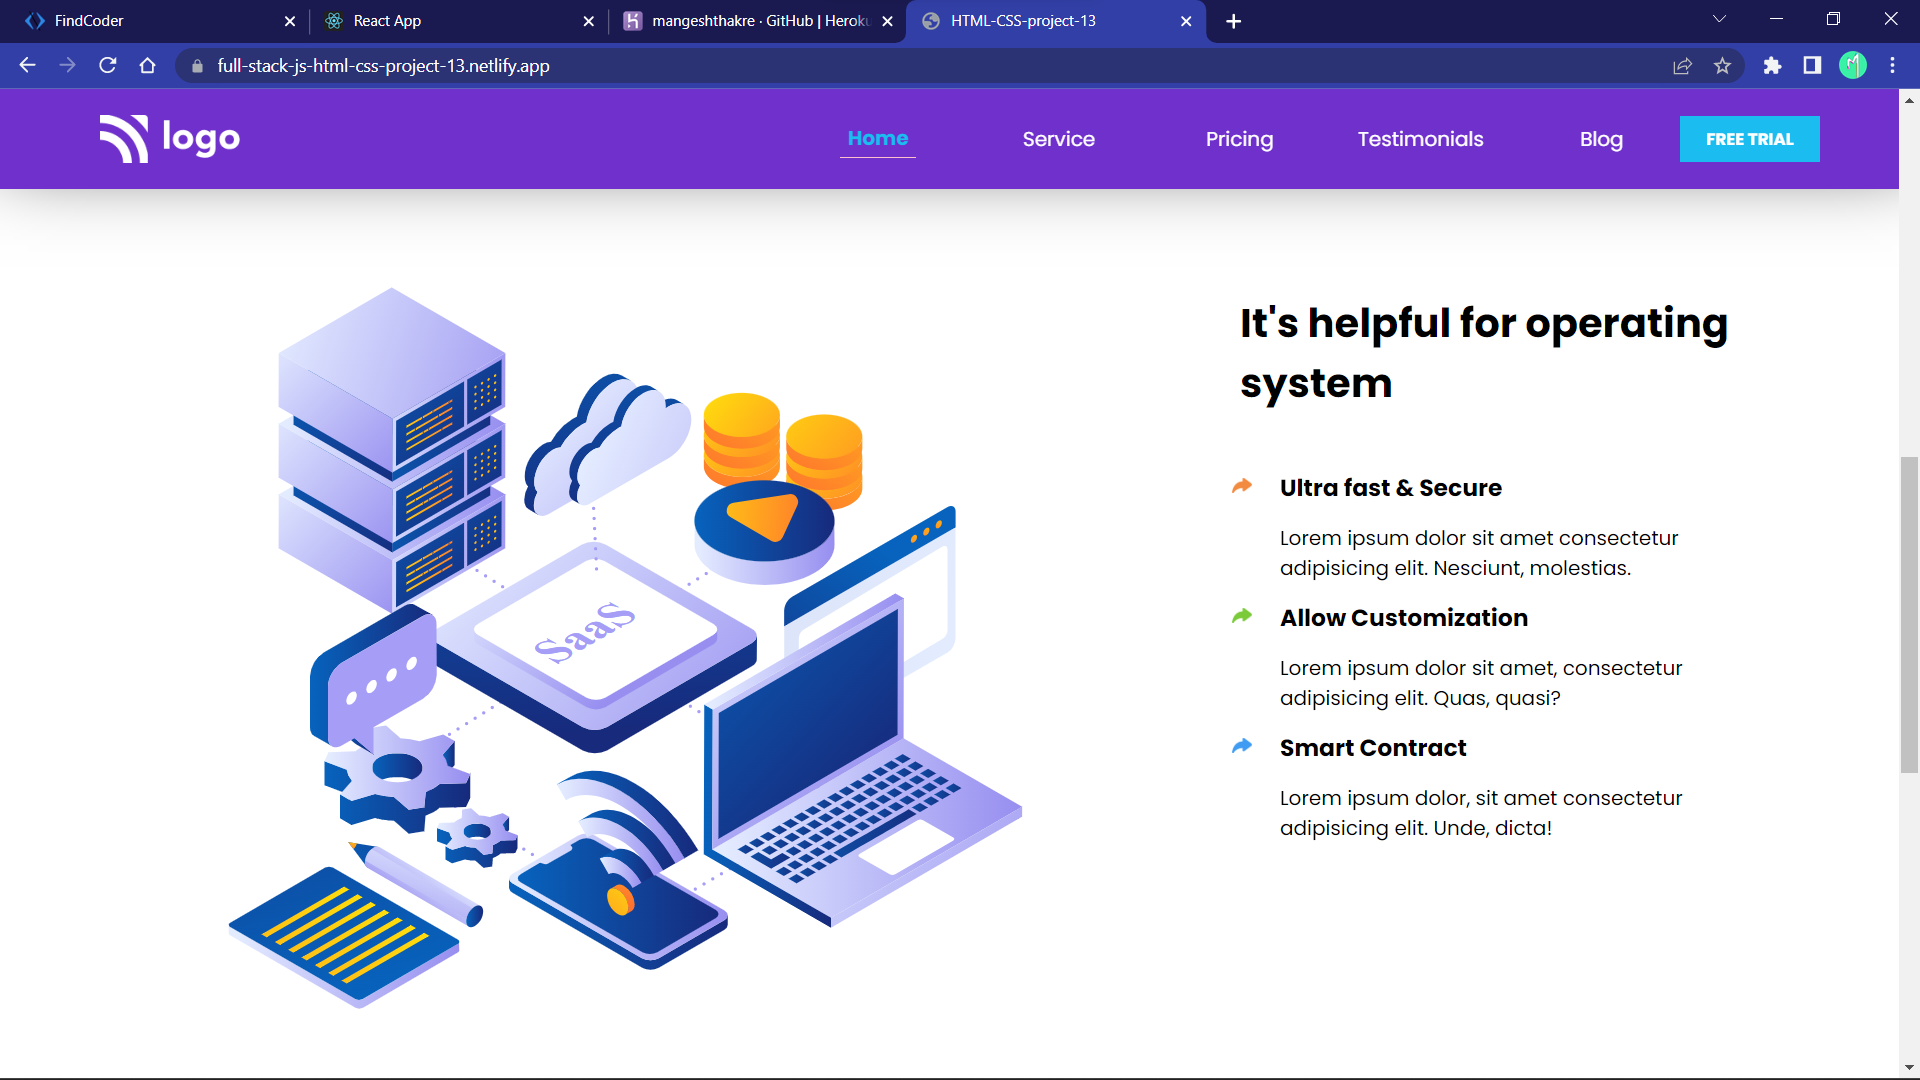 FindCoder
React App
mangeshthakre · GitHub | Heroku
HTML-CSS-project-13
full-stack-js-html-css-project-13.netlify.app
logo
Home
Service
Pricing
Testimonials
Blog
FREE TRIAL
It's helpful for operating
system
Ultra fast & Secure
Lorem ipsum dolor sit amet consectetur
adipisicing elit. Nesciunt, molestias.
Allow Customization
Lorem ipsum dolor sit amet, consectetur
adipisicing elit. Quas, quasi?
Smart Contract
Lorem ipsum dolor, sit amet consectetur
adipisicing elit. Unde, dicta!
SaaS